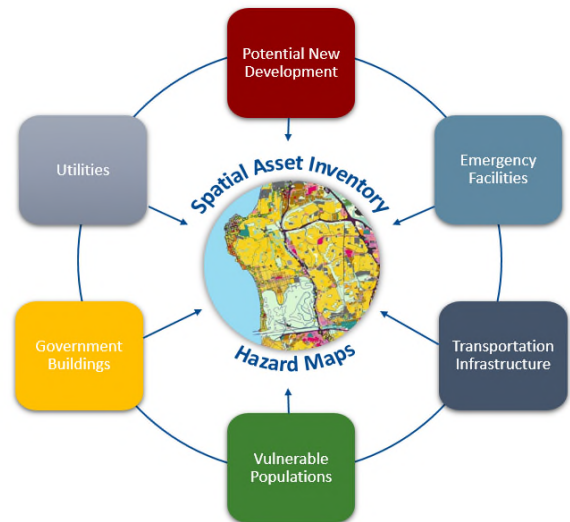 Potential New
Development
Utilities
Emergency
Facilities
Spatial Asset Inventory
Government
Buildings
Hazard Maps
Transportation
Infrastructure
Vulnerable
Populations